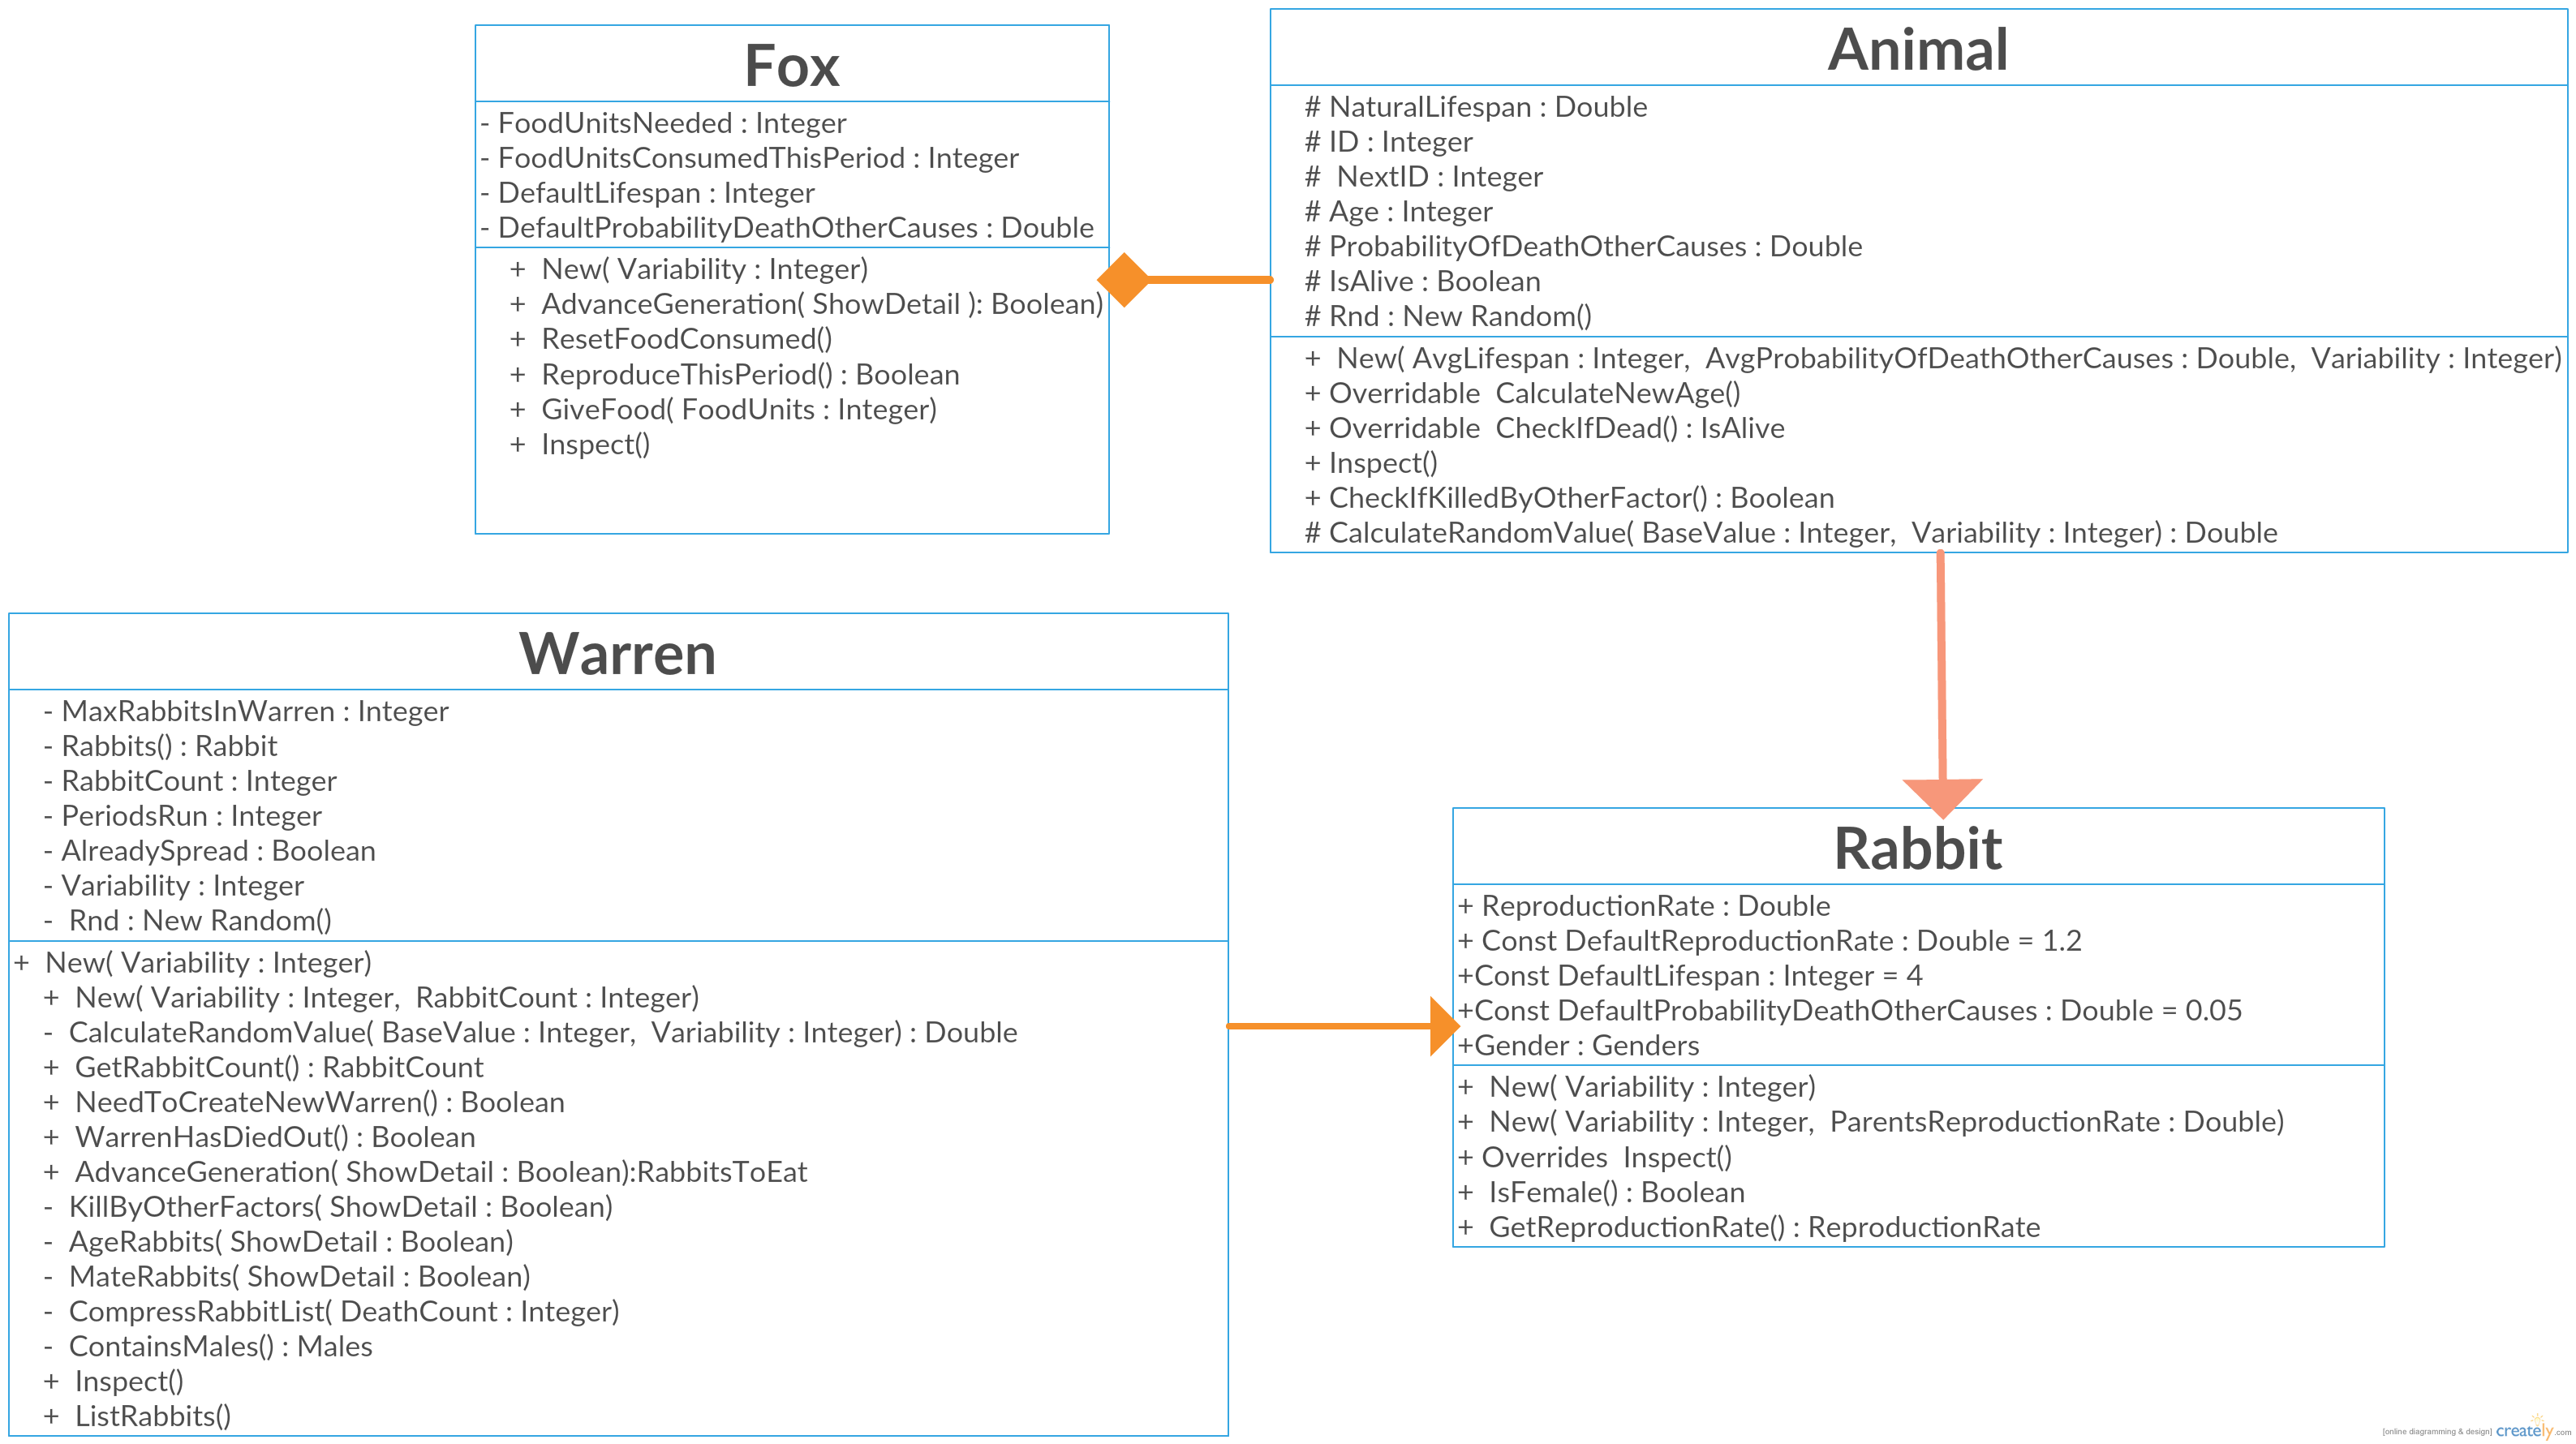 Fox
- FoodUnitsNeeded : Integer
- FoodUnitsConsumedThisPeriod : Integer
- DefaultLifespan : Integer
- DefaultProbabilityDeathOtherCauses : Double
+ New( Variability : Integer)
+ AdvanceGeneration( ShowDetail ): Boolean)
+ ResetFoodConsumed()
+ ReproduceThisPeriod() : Boolean
+ GiveFood( FoodUnits : Integer)
+ Inspect()
Animal
# NaturalLifespan : Double
# ID : Integer
# NextID : Integer
# Age : Integer
# ProbabilityOfDeathOtherCauses : Double
# IsAlive : Boolean
# Rnd : New Random()
+ New( AvgLifespan : Integer, AvgProbabilityOfDeathOtherCauses : Double, Variability : Integer)
+ Overridable CalculateNewAge()
+ Overridable CheckIfDead() : IsAlive
+ Inspect()
+ CheckIfKilledByOtherFactor() : Boolean
# CalculateRandomValue( BaseValue : Integer, Variability : Integer) : Double
Warren
- MaxRabbitsInWarren : Integer
- Rabbits() : Rabbit
- RabbitCount : Integer
- PeriodsRun : Integer
- AlreadySpread : Boolean
- Variability : Integer
- Rnd : New Random()
+ New( Variability : Integer)
+ New( Variability : Integer, RabbitCount : Integer)
- CalculateRandomValue( BaseValue : Integer, Variability : Integer) : Double
+ GetRabbitCount() : RabbitCount
+ NeedToCreateNewWarren() : Boolean
+ WarrenHasDiedOut() : Boolean
+ AdvanceGeneration( ShowDetail : Boolean):RabbitsToEat
- KillByOtherFactors( ShowDetail : Boolean)
- AgeRabbits( ShowDetail : Boolean)
- MateRabbits( ShowDetail : Boolean)
- CompressRabbitList( DeathCount : Integer)
- ContainsMales() : Males
+ Inspect()
+ ListRabbits()
Rabbit
+ ReproductionRate : Double
+ Const DefaultReproductionRate : Double = 1.2
+Const DefaultLifespan : Integer = 4
+Const DefaultProbabilityDeathOtherCauses : Double = 0.05
+Gender : Genders
+ New( Variability : Integer)
+ New( Variability : Integer, ParentsReproductionRate : Double)
+ Overrides Inspect()
+ IsFemale() : Boolean
+ GetReproductionRate() : ReproductionRate
[online diagramming & design] creately.com